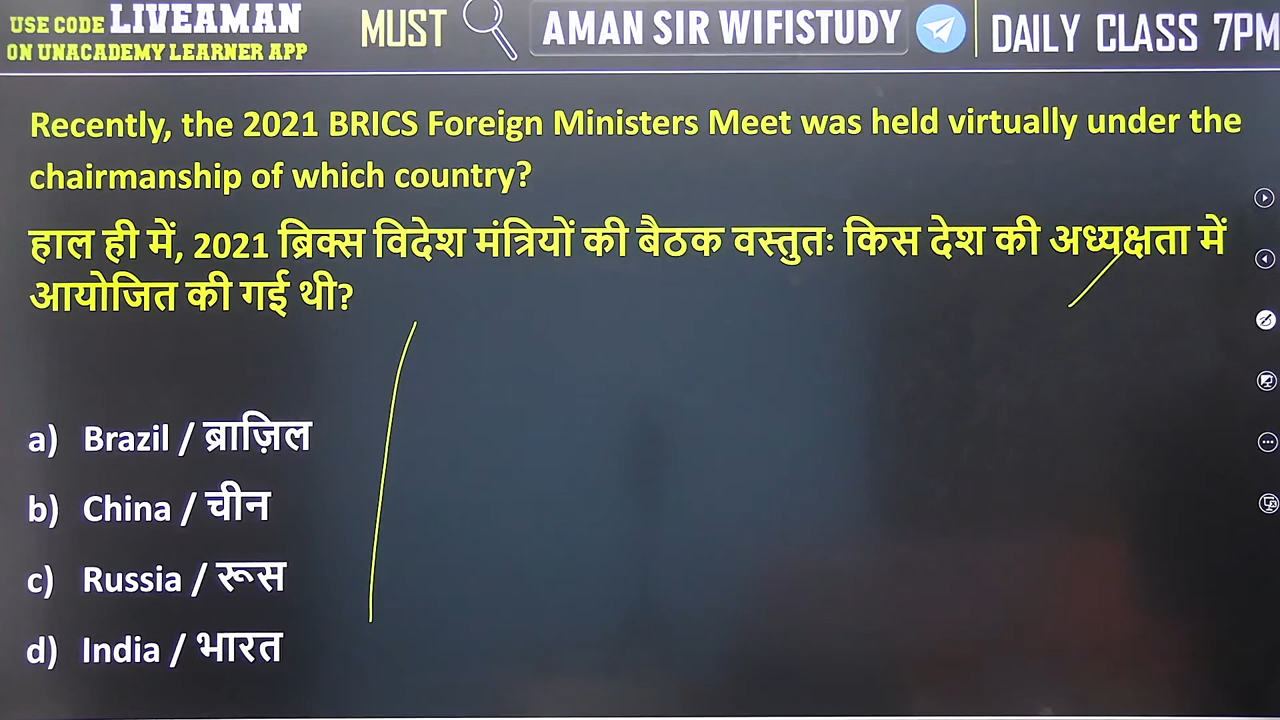 USE CODE LIVEAMAN
ON UNACADEMY LEARNER APP
MUST
AMAN SIR WIFISTUDY
DAILY CLASS 7PM
Recently, the 2021 BRICS Foreign Ministers Meet was held virtually under the
chairmanship of which country?
हाल ही में, 2021 ब्रिक्स विदेश मंत्रियों की बैठक वस्तुतः किस देश की अध्यक्षता में
आयोजित की गई थी?
a) Brazil / ब्राज़िल
b) China / चीन
c) Russia / रूस
d) India / भारत